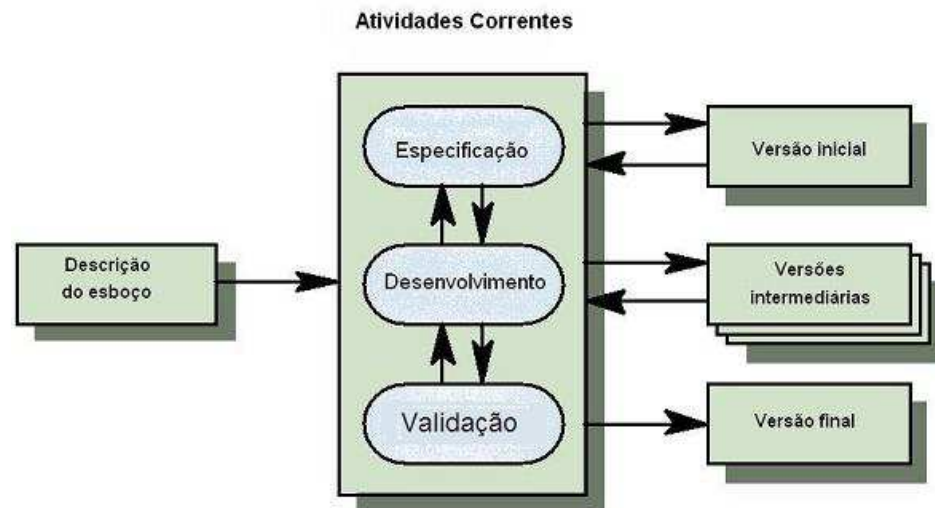 Atividades Correntes
Especificação
Versão inicial
Descrição
do esboço
Desenvolvimento
Versões
intermediárias
Validação
Versão final